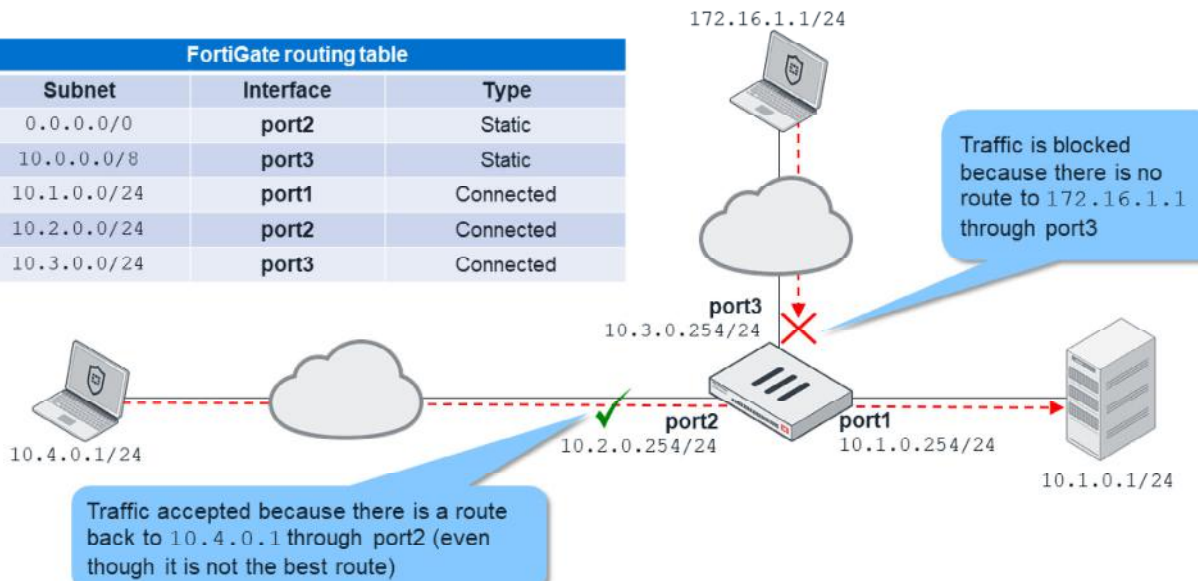 172.16.1.1/24
FortiGate routing table
Subnet Interface Type
0.0.0.0/0 port2 Static
10.0.0.0/8 port3 Static
10.1.0.0/24 port1 Connected
10.2.0.0/24 port2 Connected
10.3.0.0/24 port3 Connected
Traffic is blocked
because there is no
route to 172.16.1.1
through port3
port3
10.3.0.254/24
port2
10.2.0.254/24
port1
10.1.0.254/24
10.4.0.1/24
10.1.0.1/24
Traffic accepted because there is a route
back to 10.4.0.1 through port2 (even
though it is not the best route)